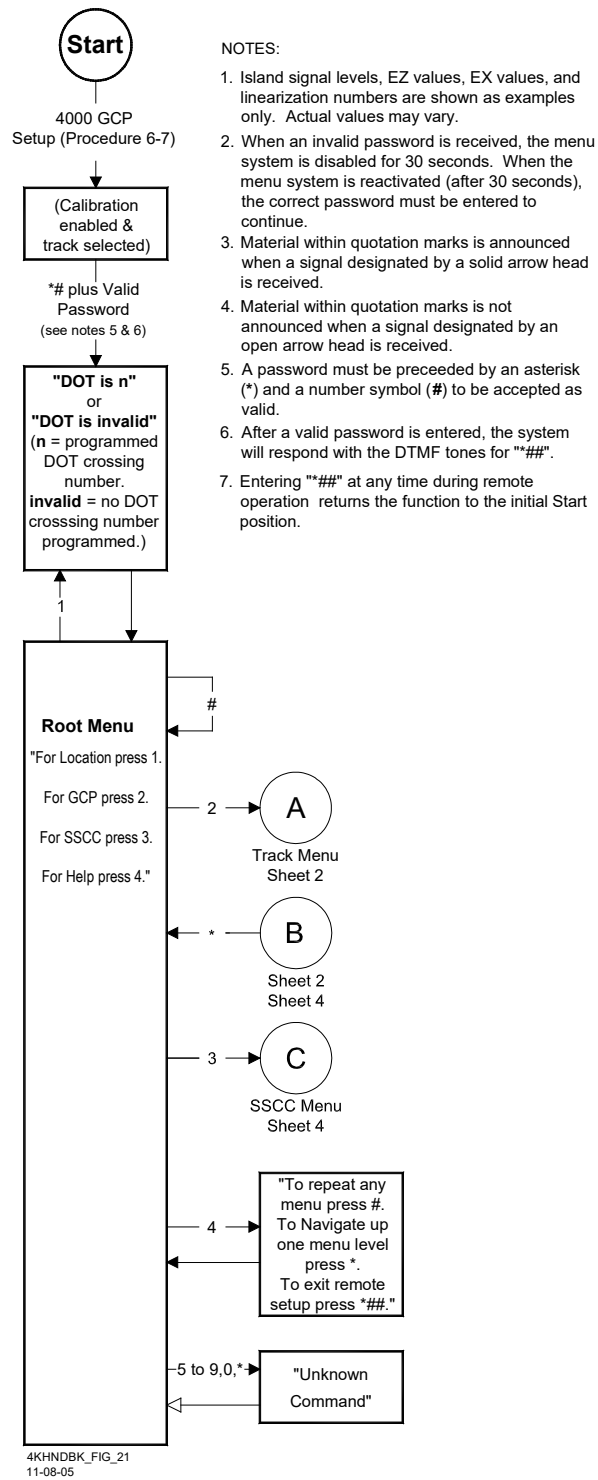 Start
4000 GCP
Setup (Procedure 6-7)
(Calibration
enabled &
track selected)
*# plus Valid
Password
(see notes 5 & 6)
"DOT is n"
or
"DOT is invalid"
(n = programmed
DOT crossing
number.
invalid = no DOT
crosssing number
programmed.)
1
Root Menu
"For Location press 1.
For GCP press 2.
For SSCC press 3.
For Help press 4."
#
2
A
Track Menu
Sheet 2
*
B
Sheet 2
Sheet 4
3
C
SSCC Menu
Sheet 4
4
"To repeat any
menu press #.
To Navigate up
one menu level
press *.
To exit remote
setup press *##."
5 to 9,0,*
"Unknown
Command"
NOTES:
1. Island signal levels, EZ values, EX values, and
linearization numbers are shown as examples
only. Actual values may vary.
2. When an invalid password is received, the menu
system is disabled for 30 seconds. When the
menu system is reactivated (after 30 seconds),
the correct password must be entered to
continue.
3. Material within quotation marks is announced
when a signal designated by a solid arrow head
is received.
4. Material within quotation marks is not
announced when a signal designated by an
open arrow head is received.
5. A password must be preceeded by an asterisk
(*) and a number symbol (#) to be accepted as
valid.
6. After a valid password is entered, the system
will respond with the DTMF tones for "*##".
7. Entering "*##" at any time during remote
operation returns the function to the initial Start
position.
4KHNDBK_FIG_21
11-08-05